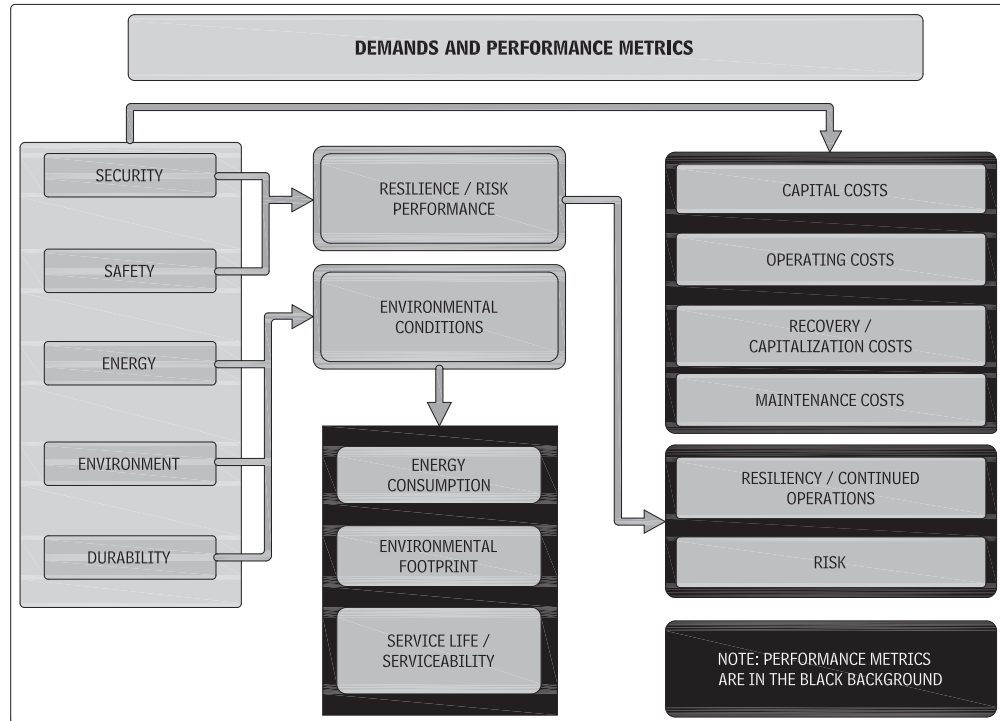 DEMANDS AND PERFORMANCE METRICS
SECURITY
SAFETY
ENERGY
ENVIRONMENT
DURABILITY
RESILIENCE / RISK
PERFORMANCE
ENVIRONMENTAL
CONDITIONS
ENERGY
CONSUMPTION
ENVIRONMENTAL
FOOTPRINT
SERVICE LIFE /
SERVICEABILITY
CAPITAL COSTS
OPERATING COSTS
RECOVERY /
CAPITALIZATION COSTS
MAINTENANCE COSTS
RESILIENCY / CONTINUED
OPERATIONS
RISK
NOTE: PERFORMANCE METRICS
ARE IN THE BLACK BACKGROUND